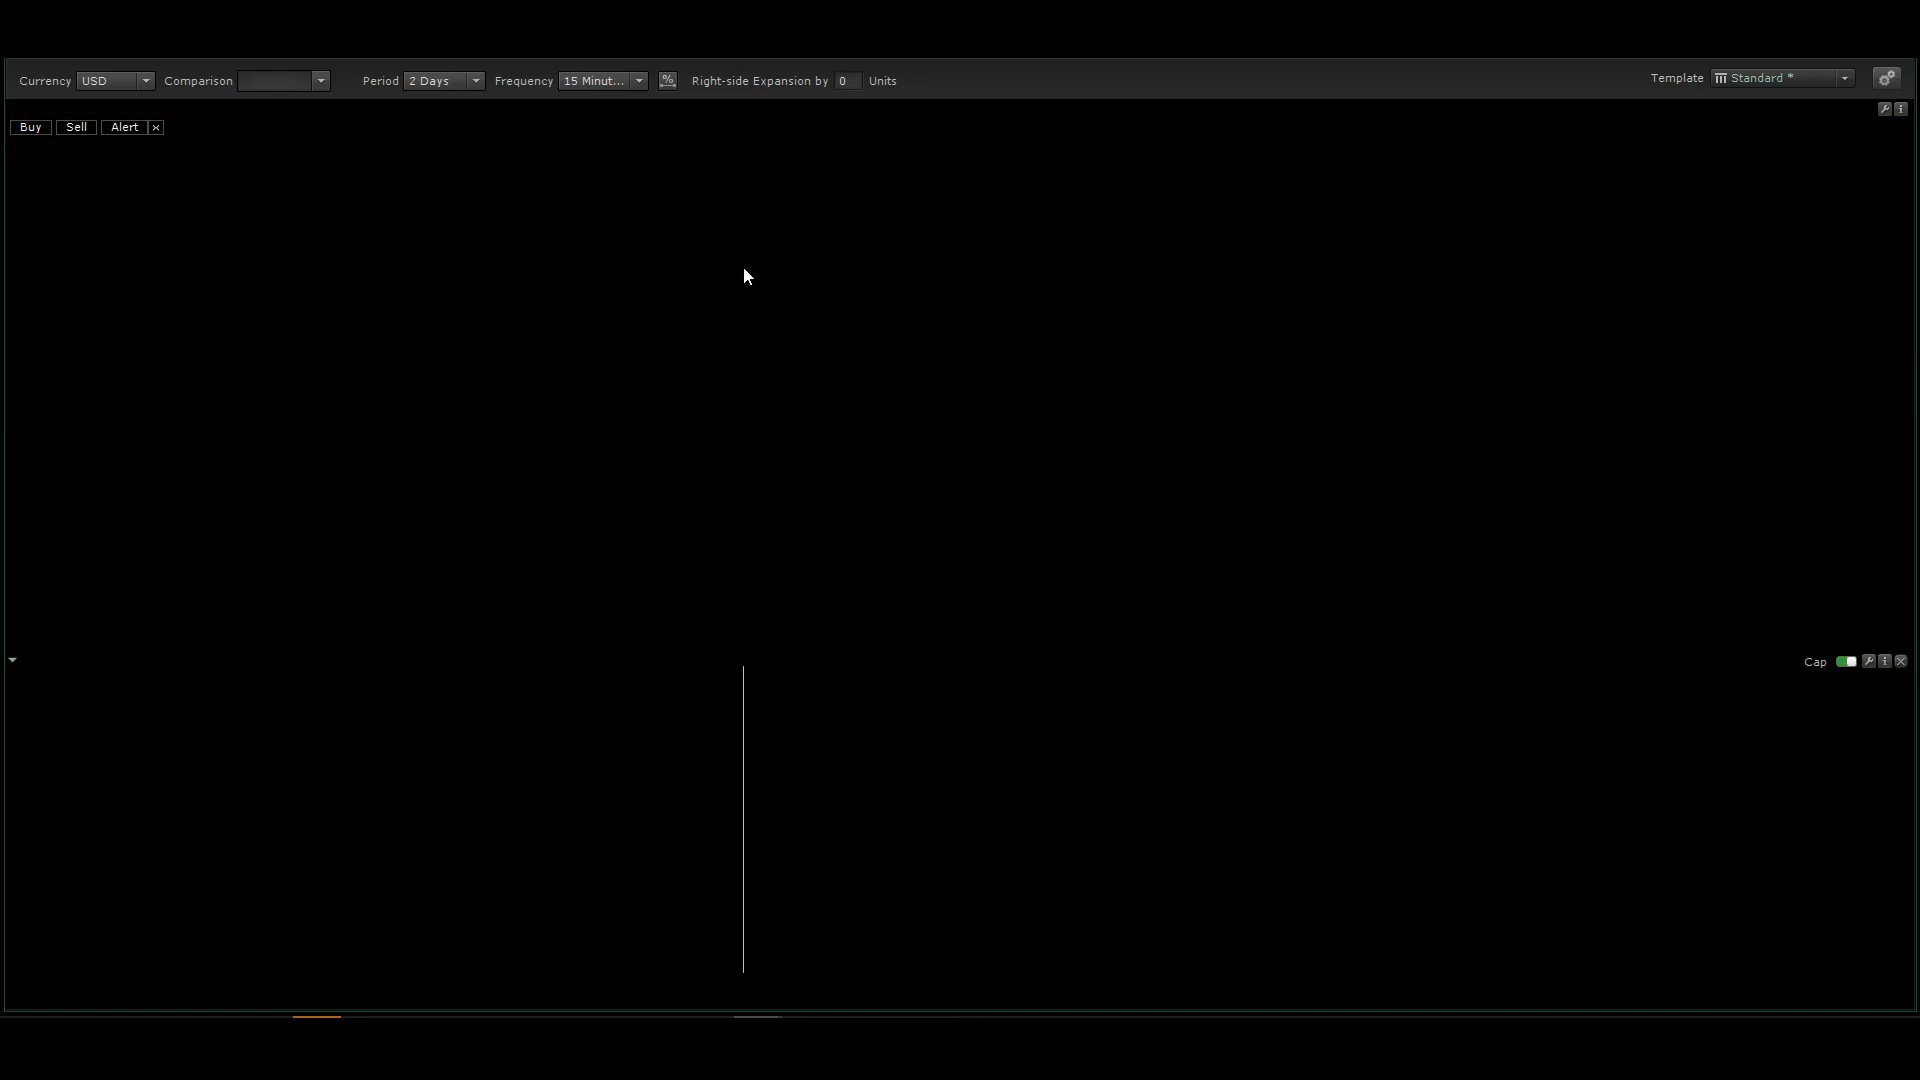 Currency USD Comparison Period 2 Days Frequency 15 Minut... % Right-side Expansion by 0 Units Template Standard *
Buy Sell Alert
Cap